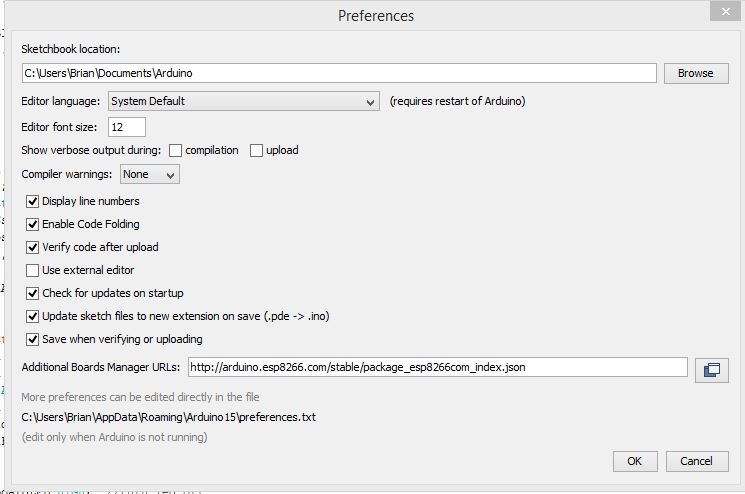 Preferences
Sketchbook location:
C:\Users\Brian\Documents\Arduino
Browse
Editor language: System Default (requires restart of Arduino)
Editor font size: 12
Show verbose output during: compilation upload
Compiler warnings: None
Display line numbers
Enable Code Folding
Verify code after upload
Use external editor
Check for updates on startup
Update sketch files to new extension on save (.pde -> .ino)
Save when verifying or uploading
Additional Boards Manager URLs: http://arduino.esp8266.com/stable/package_esp8266com_index.json
More preferences can be edited directly in the file
C:\Users\Brian\AppData\Roaming\Arduino15\preferences.txt
(edit only when Arduino is not running)
OK Cancel